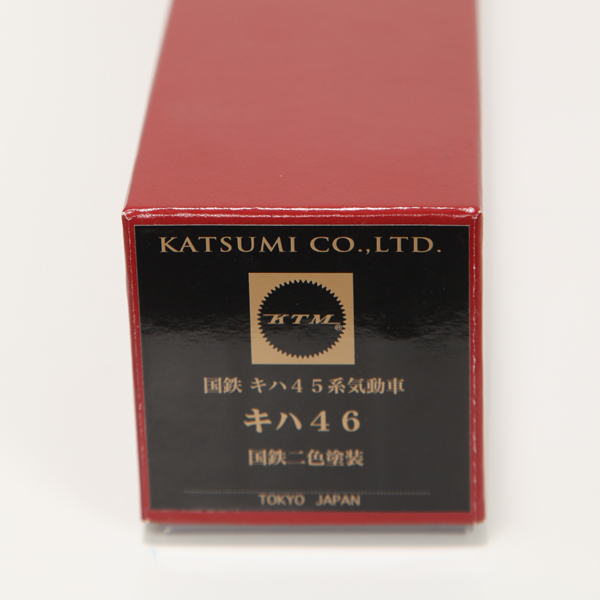 KATSUMI CO.,LTD.
KTM®
国鉄 キハ４５系気動車
キハ４６
国鉄二色塗装
TOKYO JAPAN